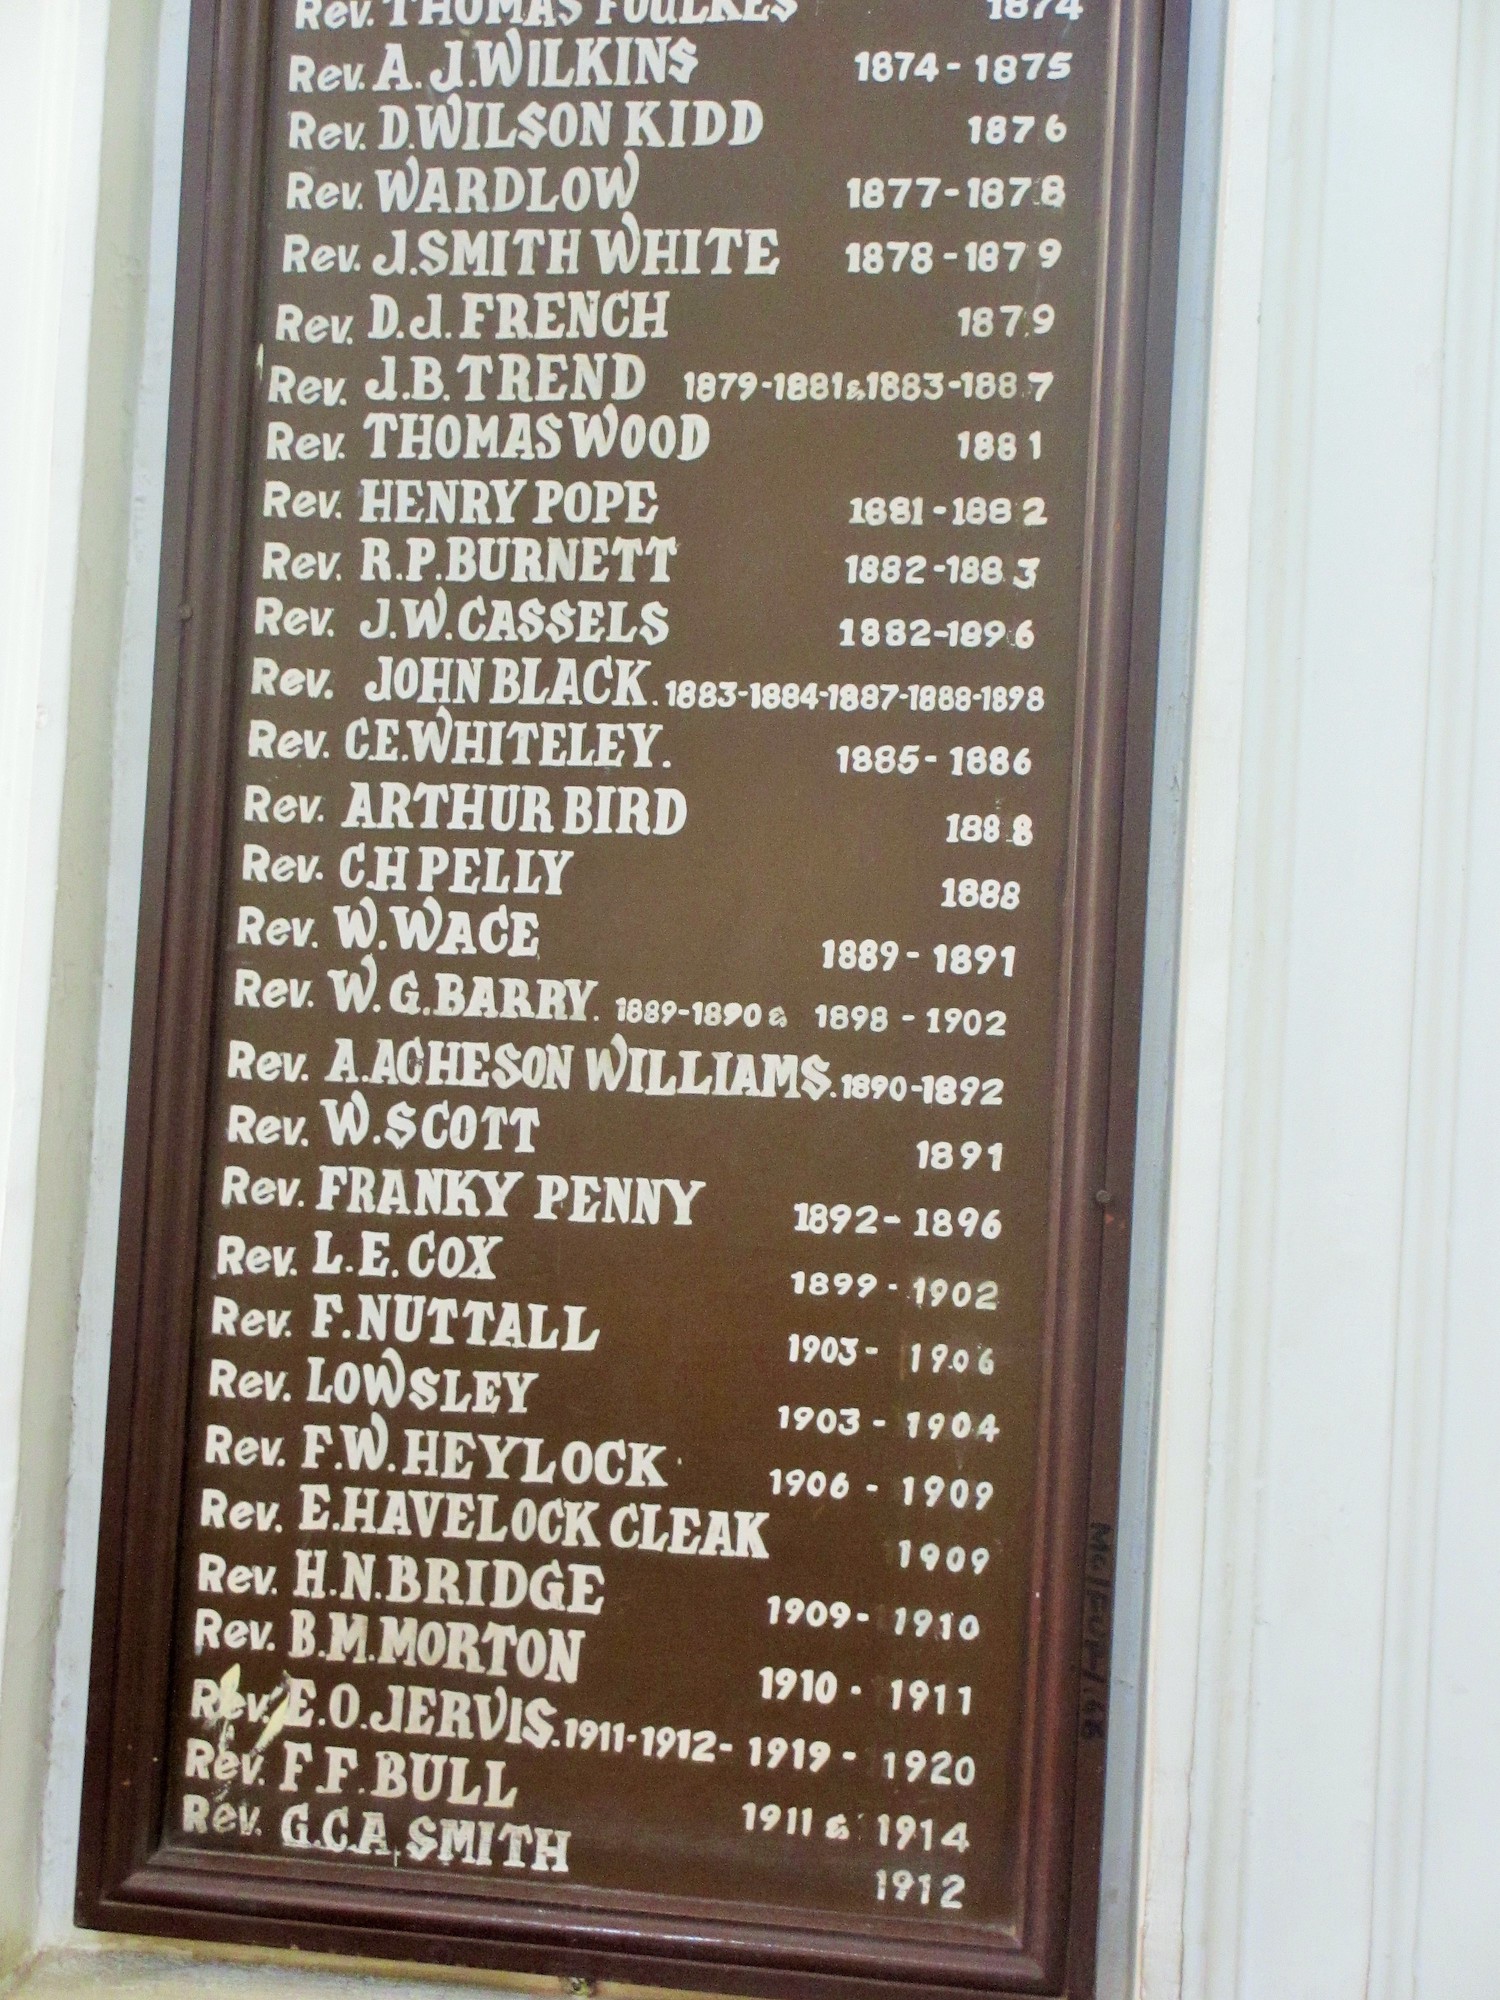 Rev. THOMAS FOULKES 1874
Rev. A. J. WILKINS 1874 - 1875
Rev. D. WILSON KIDD 1876
Rev. WARDLOW 1877 - 1878
Rev. J. SMITH WHITE 1878 - 1879
Rev. D. J. FRENCH 1879
Rev. J. B. TREND 1879-1881 & 1883-1887
Rev. THOMAS WOOD 1881
Rev. HENRY POPE 1881 - 1882
Rev. R. P. BURNETT 1882 - 1883
Rev. J. W. CASSELS 1882-1896
Rev. JOHN BLACK. 1883-1884-1887-1888-1898
Rev. C.E. WHITELEY. 1885 - 1886
Rev. ARTHUR BIRD 1888
Rev. C.H PELLY 1888
Rev. W. WACE 1889 - 1891
Rev. W. G. BARRY. 1889-1890 & 1898 - 1902
Rev. A. ACHESON WILLIAMS. 1890-1892
Rev. W. SCOTT 1891
Rev. FRANKY PENNY 1892 - 1896
Rev. L. E. COX 1899 - 1902
Rev. F. NUTTALL 1903 - 1906
Rev. LOWSLEY 1903 - 1904
Rev. F. W. HEYLOCK 1906 - 1909
Rev. E. HAVELOCK CLEAK 1909
Rev. H. N. BRIDGE 1909 - 1910
Rev. B. M. MORTON 1910 - 1911
Rev. E. O. JERVIS. 1911-1912 - 1919 - 1920
Rev. F. F. BULL 1911 & 1914
Rev. G. C. A. SMITH 1912